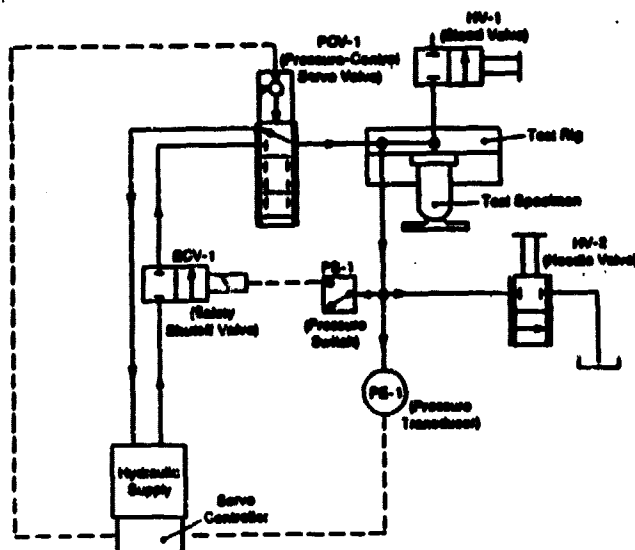 HV-1
(Bleed Valve)
PCV-1
(Pressure-Control
Servo Valve)
Test Rig
Test Specimen
HV-2
(Needle Valve)
ECV-1
(Safety
Shutoff Valve)
PS-1
(Pressure
Switch)
PE-1
(Pressure
Transducer)
Hydraulic
Supply
Servo
Controller